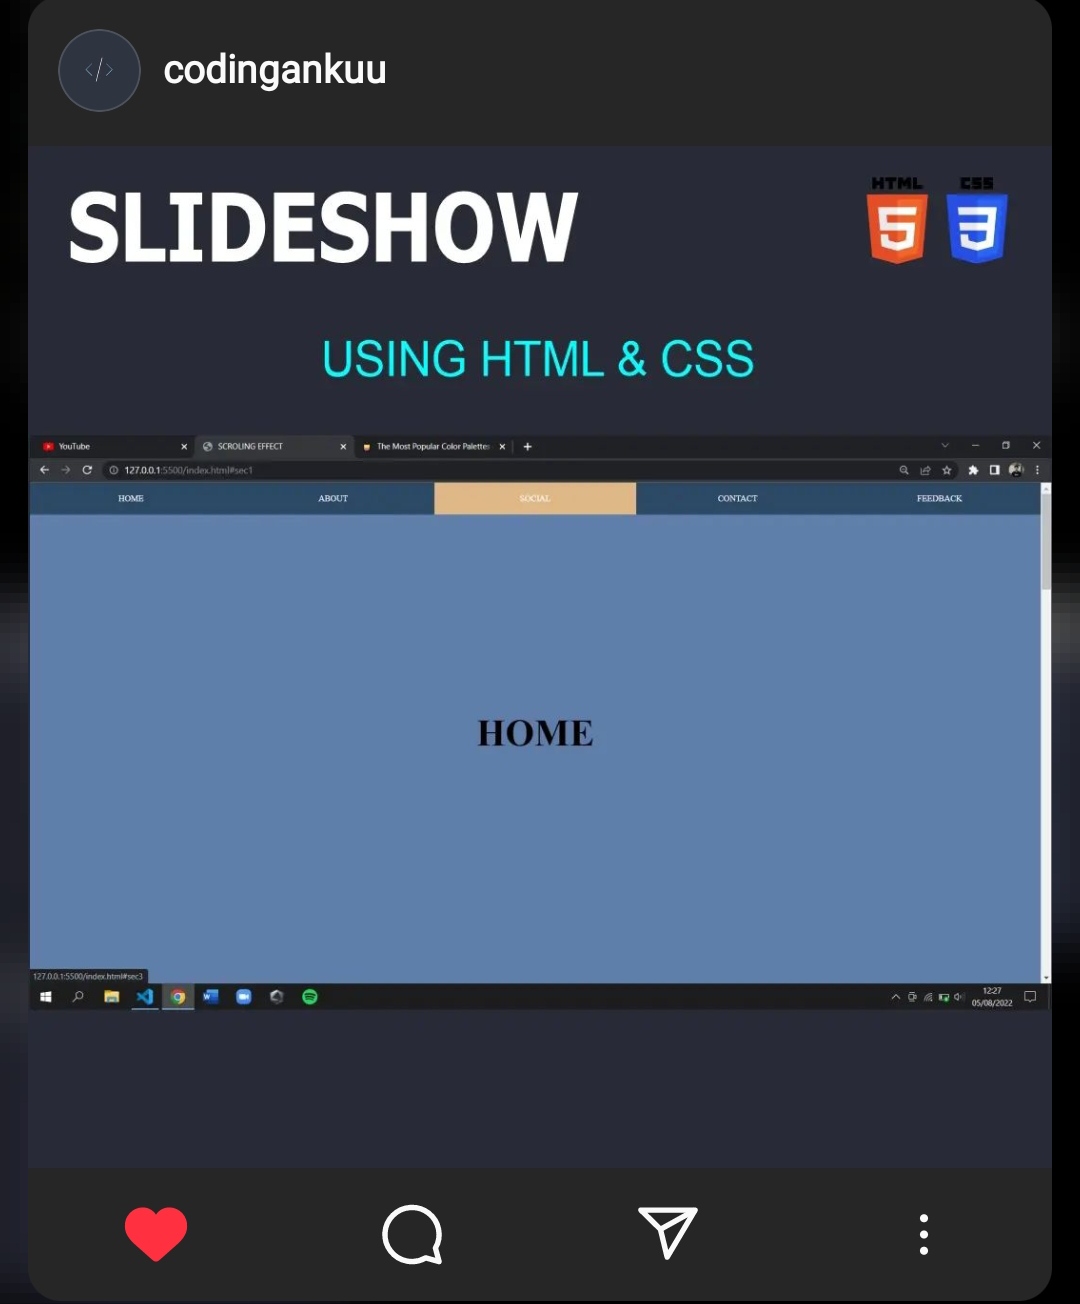 </>
codingankuu
SLIDESHOW
HTML CSS
5 3
USING HTML & CSS
YouTube SCROLING EFFECT The Most Popular Color Palettes
127.0.0.1:5500/index.html#sec1
HOME ABOUT SOCIAL CONTACT FEEDBACK
HOME
127.0.0.1:5500/index.html#sec3
12:27
05/08/2022